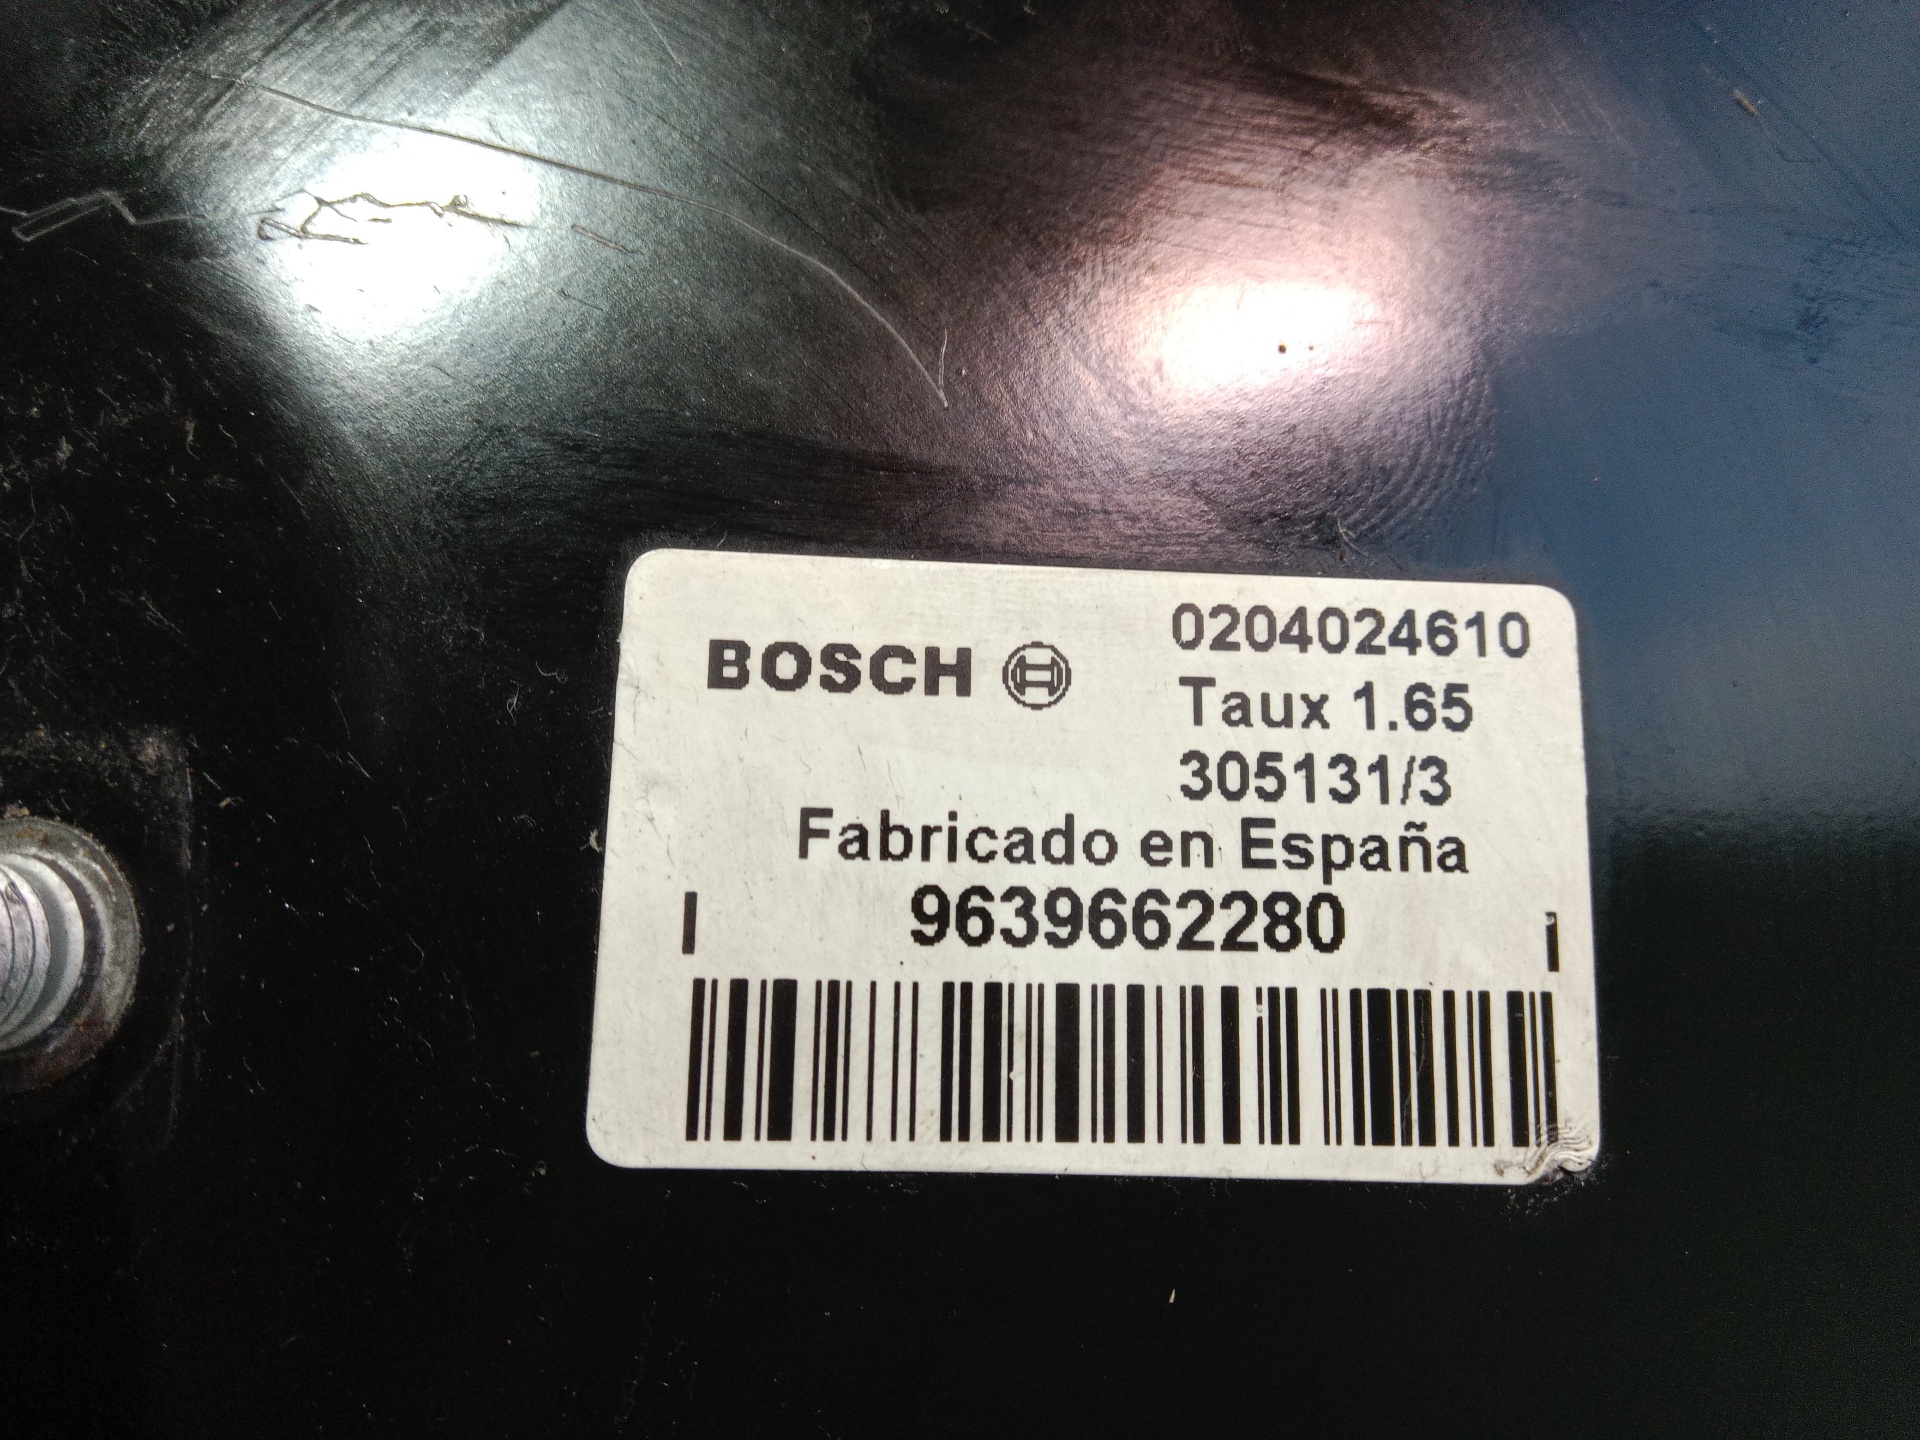 BOSCH
0204024610
Taux 1.65
305131/3
Fabricado en España
9639662280